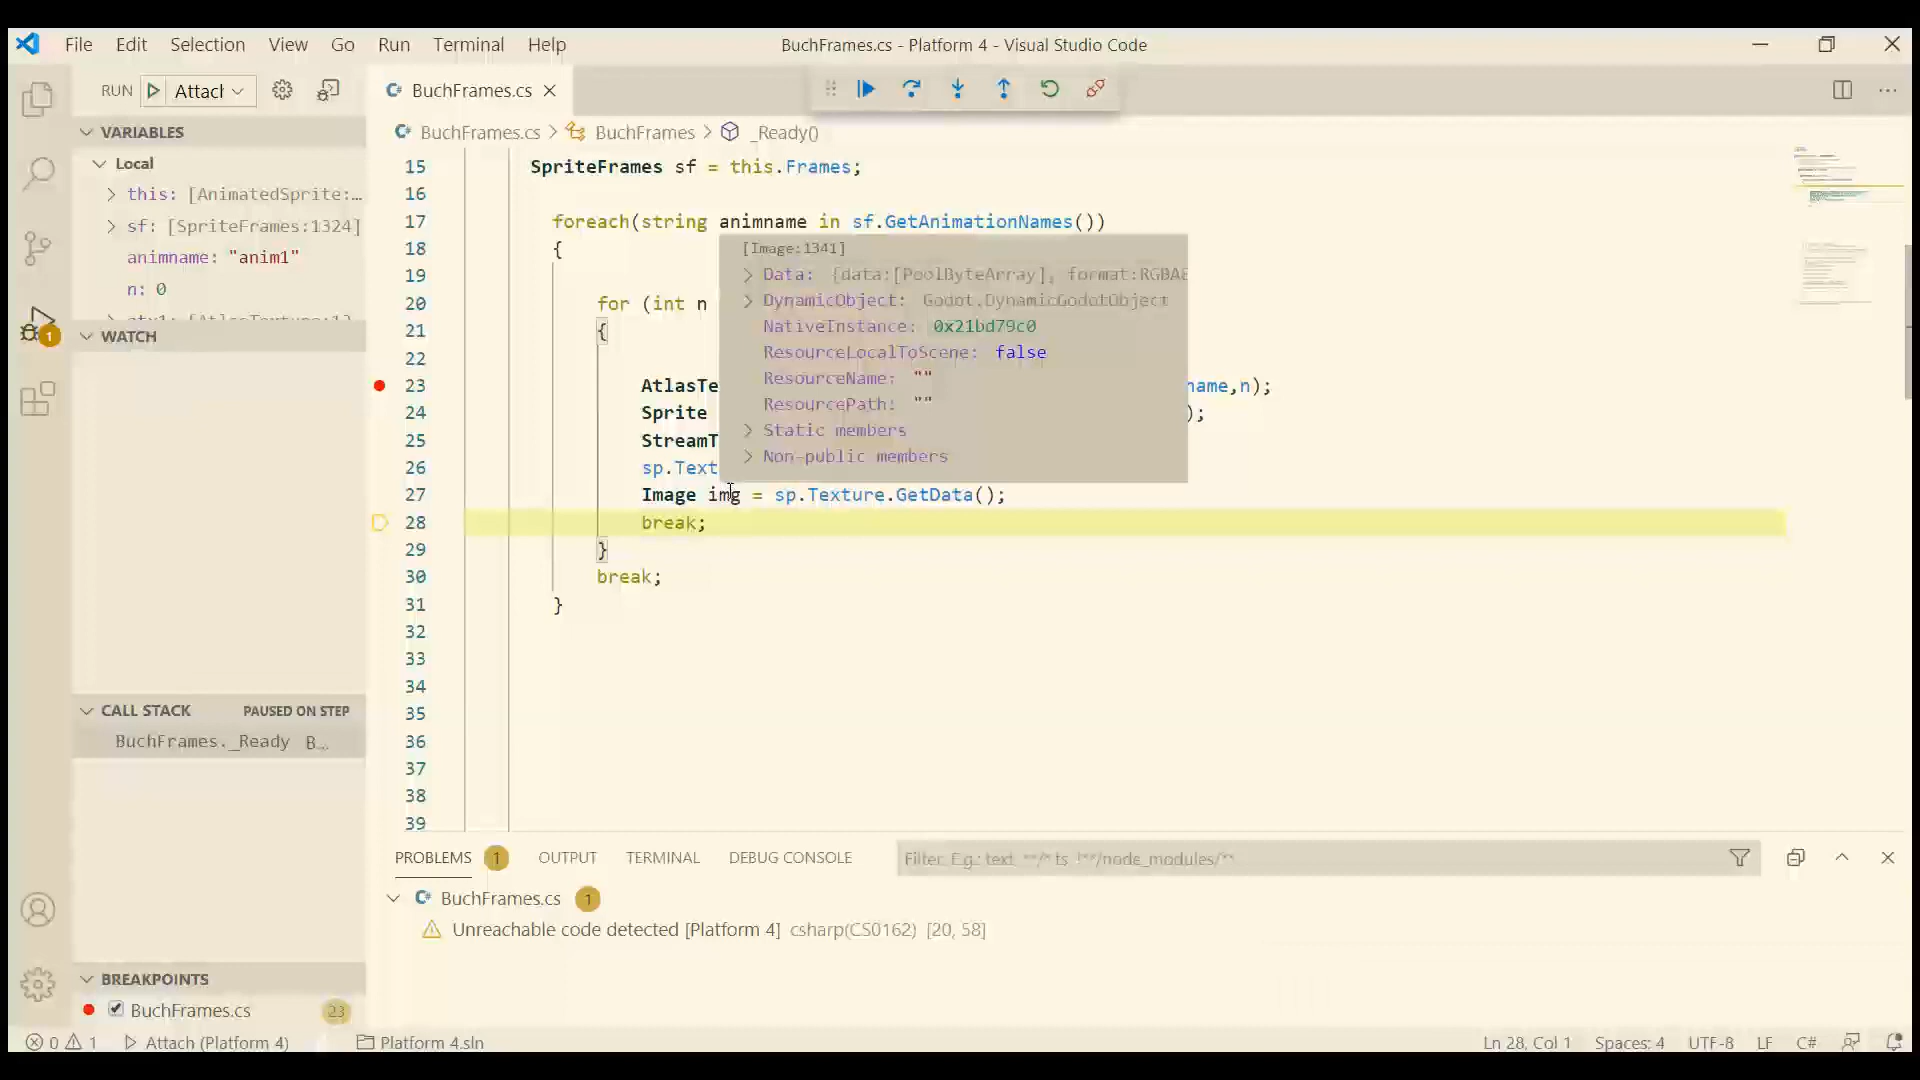 File Edit Selection View Go Run Terminal Help BuchFrames.cs - Platform 4 - Visual Studio Code
RUN Attach
BuchFrames.cs
VARIABLES
Local
this: [AnimatedSprite:...
sf: [SpriteFrames:1324]
animname: "anim1"
n: 0
WATCH
CALL STACK PAUSED ON STEP
BuchFrames._Ready B...
BREAKPOINTS
BuchFrames.cs 23
BuchFrames.cs > BuchFrames > _Ready()
15 SpriteFrames sf = this.Frames;
16
17 foreach(string animname in sf.GetAnimationNames())
18 {
19
20 for (int n
21 {
22
23 AtlasTe name,n);
24 Sprite );
25 StreamT
26 sp.Text
27 Image img = sp.Texture.GetData();
28 break;
29 }
30 break;
31 }
32
33
34
35
36
37
38
39
[Image:1341]
Data: {data:[PoolByteArray], format:RGBA8
DynamicObject: Godot.DynamicGodotObject
NativeInstance: 0x21bd79c0
ResourceLocalToScene: false
ResourceName: ""
ResourcePath: ""
Static members
Non-public members
PROBLEMS 1 OUTPUT TERMINAL DEBUG CONSOLE Filter. E.g.: text, **/*.ts, !**/node_modules/**
BuchFrames.cs 1
Unreachable code detected [Platform 4] csharp(CS0162) [20, 58]
0 1 Attach (Platform 4) Platform 4.sln Ln 28, Col 1 Spaces: 4 UTF-8 LF C#